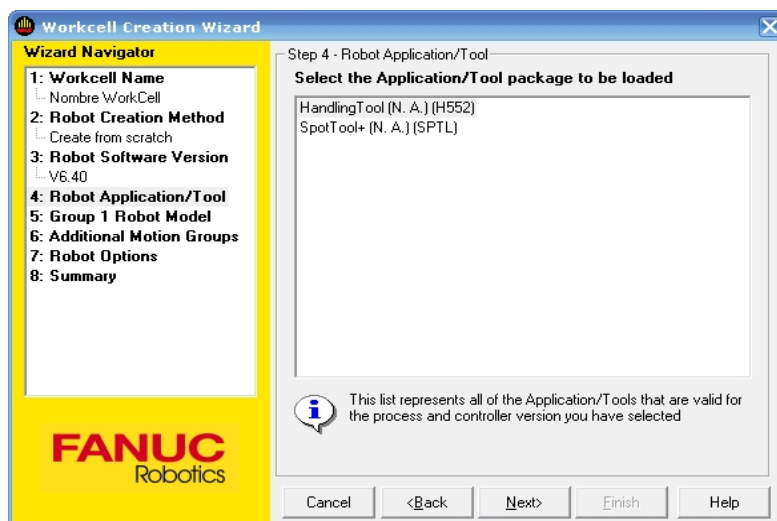 Workcell Creation Wizard
Wizard Navigator
1: Workcell Name
Nombre WorkCell
2: Robot Creation Method
Create from scratch
3: Robot Software Version
V6.40
4: Robot Application/Tool
5: Group 1 Robot Model
6: Additional Motion Groups
7: Robot Options
8: Summary
FANUC
Robotics
Step 4 - Robot Application/Tool
Select the Application/Tool package to be loaded
HandlingTool (N. A.) (H552)
SpotTool+ (N. A.) (SPTL)
This list represents all of the Application/Tools that are valid for
the process and controller version you have selected
Cancel
<Back
Next>
Finish
Help